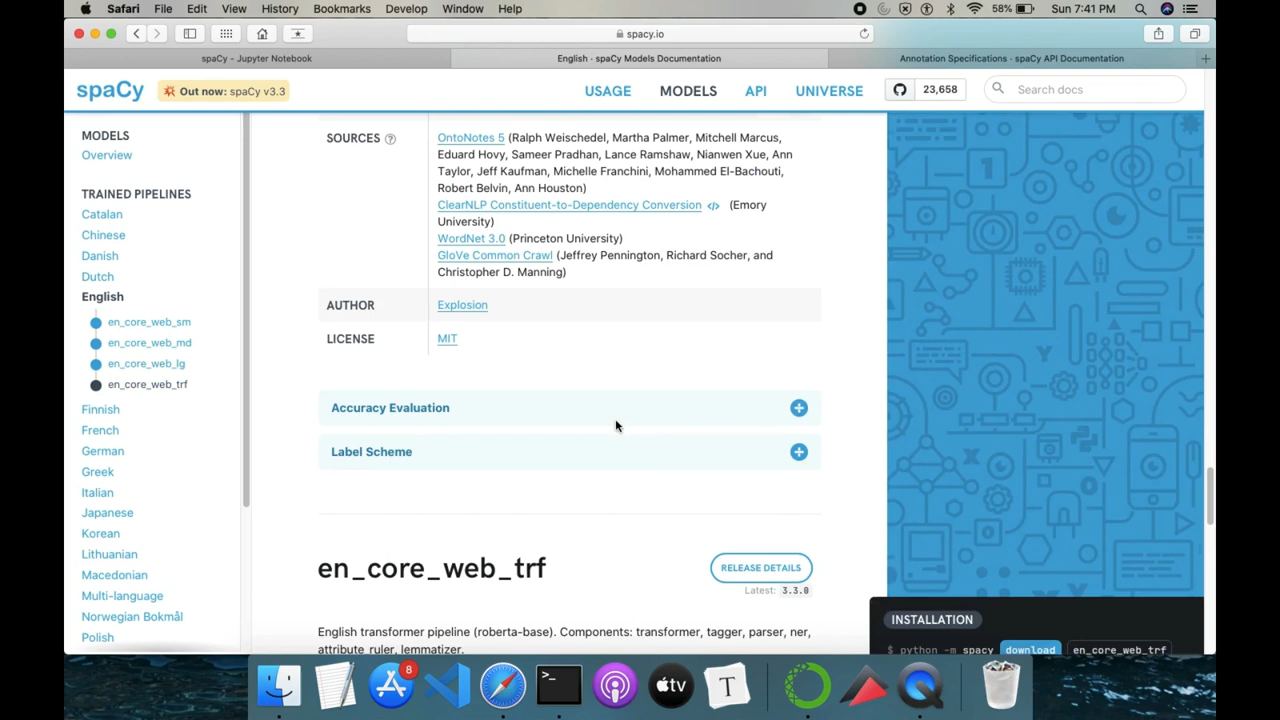 Safari File Edit View History Bookmarks Develop Window Help 58% Sun 7:41 PM
spacy.io
spaCy - Jupyter Notebook English · spaCy Models Documentation Annotation Specifications · spaCy API Documentation
spaCy Out now: spaCy v3.3 USAGE MODELS API UNIVERSE 23,658 Search docs
MODELS
Overview
TRAINED PIPELINES
Catalan
Chinese
Danish
Dutch
English
en_core_web_sm
en_core_web_md
en_core_web_lg
en_core_web_trf
Finnish
French
German
Greek
Italian
Japanese
Korean
Lithuanian
Macedonian
Multi-language
Norwegian Bokmål
Polish
SOURCES ? OntoNotes 5 (Ralph Weischedel, Martha Palmer, Mitchell Marcus,
Eduard Hovy, Sameer Pradhan, Lance Ramshaw, Nianwen Xue, Ann
Taylor, Jeff Kaufman, Michelle Franchini, Mohammed El-Bachouti,
Robert Belvin, Ann Houston)
ClearNLP Constituent-to-Dependency Conversion </> (Emory
University)
WordNet 3.0 (Princeton University)
GloVe Common Crawl (Jeffrey Pennington, Richard Socher, and
Christopher D. Manning)
AUTHOR Explosion
LICENSE MIT
Accuracy Evaluation
Label Scheme
en_core_web_trf RELEASE DETAILS
Latest: 3.3.0
English transformer pipeline (roberta-base). Components: transformer, tagger, parser, ner,
attribute_ruler, lemmatizer.
INSTALLATION
$ python -m spacy download en_core_web_trf
8
tv
T